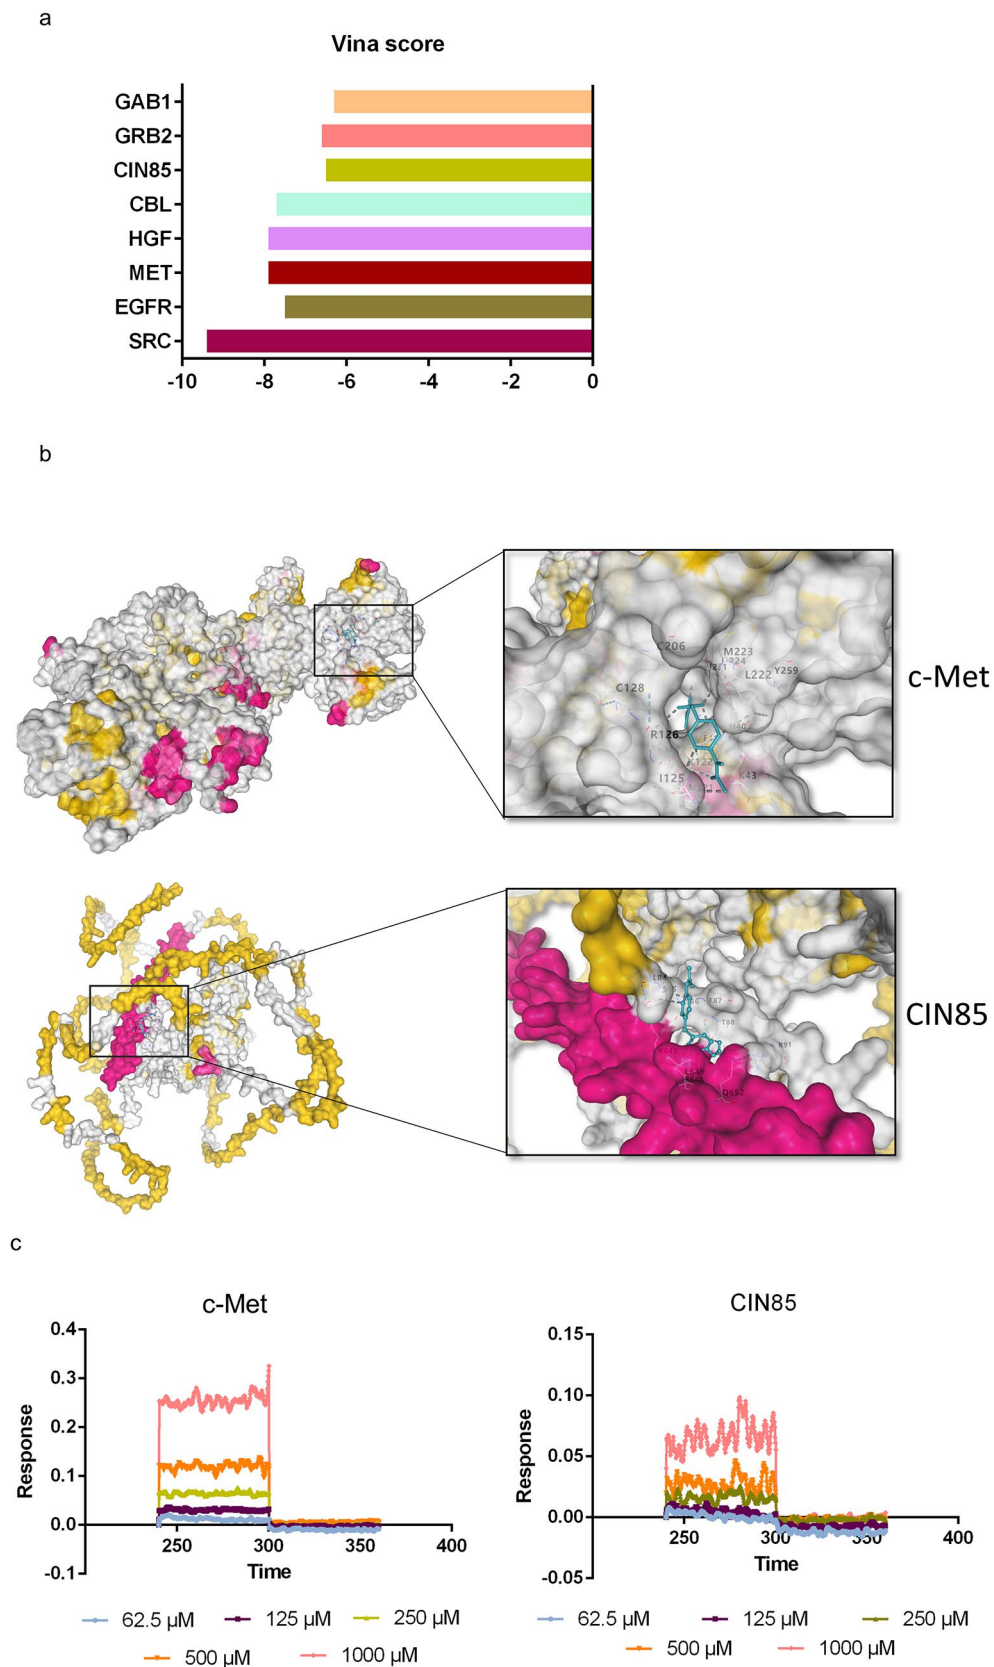 a
Vina score
GAB1
GRB2
CIN85
CBL
HGF
MET
EGFR
SRC
-10 -8 -6 -4 -2 0
b
C206
M223
L222
Y259
C128
R126
I125
K43
c-Met
L84
E87
T88
R91
Q652
CIN85
c
c-Met
0.4
0.3
0.2
0.1
0.0
-0.1
Response
250 300 350 400
Time
62.5 µM 125 µM 250 µM
500 µM 1000 µM
CIN85
0.15
0.10
0.05
0.00
-0.05
Response
250 300 350 400
Time
62.5 µM 125 µM 250 µM
500 µM 1000 µM